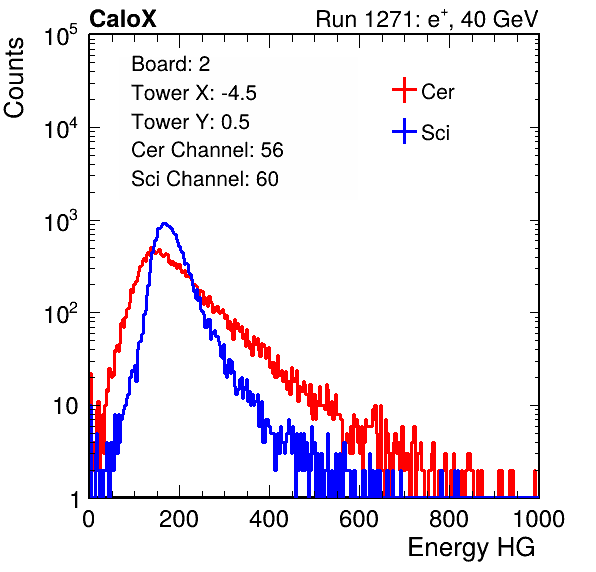 CaloX Run 1271: e⁺, 40 GeV
Counts
10⁵
10⁴
10³
10²
10
1
Board: 2
Tower X: -4.5
Tower Y: 0.5
Cer Channel: 56
Sci Channel: 60
Cer
Sci
0 200 400 600 800 1000
Energy HG